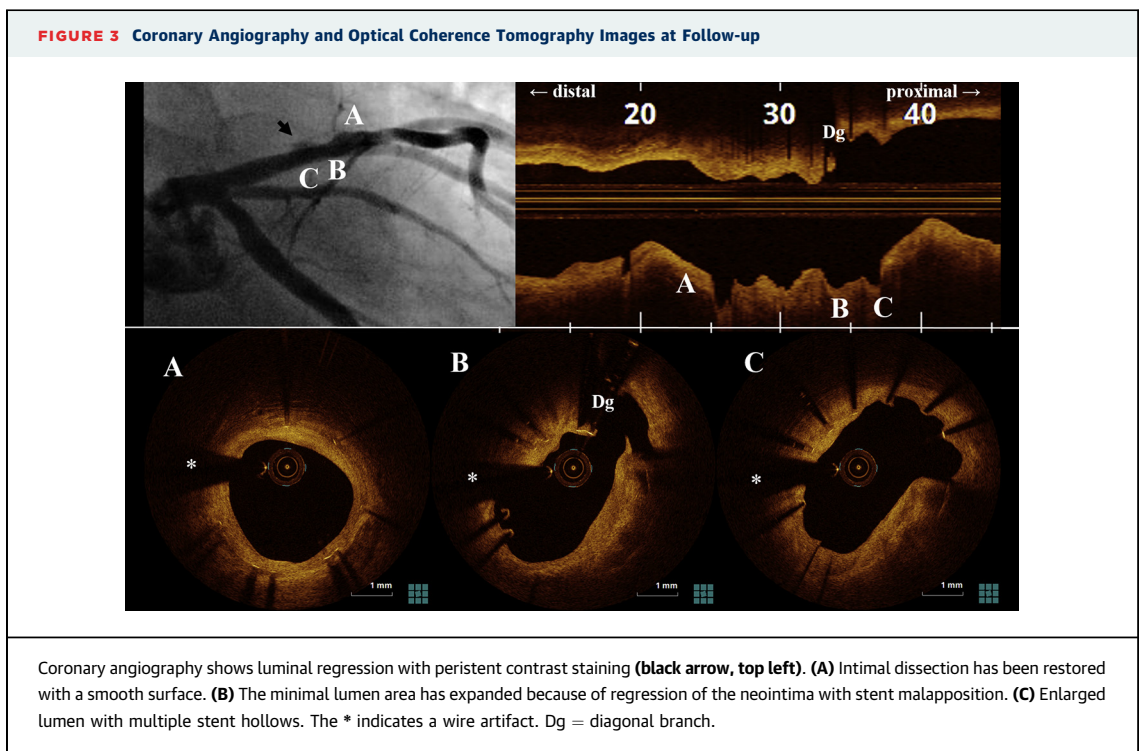 FIGURE 3 Coronary Angiography and Optical Coherence Tomography Images at Follow-up
← distal proximal →
20 30 40
Dg
A
B
C
A B C
A B C
Dg
* * *
1 mm 1 mm 1 mm
Coronary angiography shows luminal regression with peristent contrast staining (black arrow, top left). (A) Intimal dissection has been restored
with a smooth surface. (B) The minimal lumen area has expanded because of regression of the neointima with stent malapposition. (C) Enlarged
lumen with multiple stent hollows. The * indicates a wire artifact. Dg = diagonal branch.